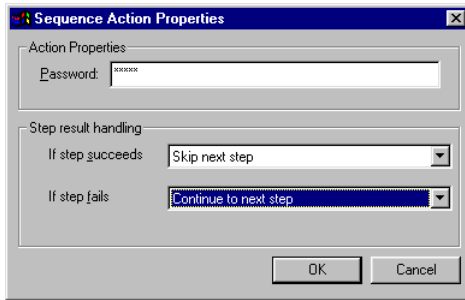 Sequence Action Properties
Action Properties
Password: xxxxx
Step result handling
If step succeeds Skip next step
If step fails Continue to next step
OK Cancel